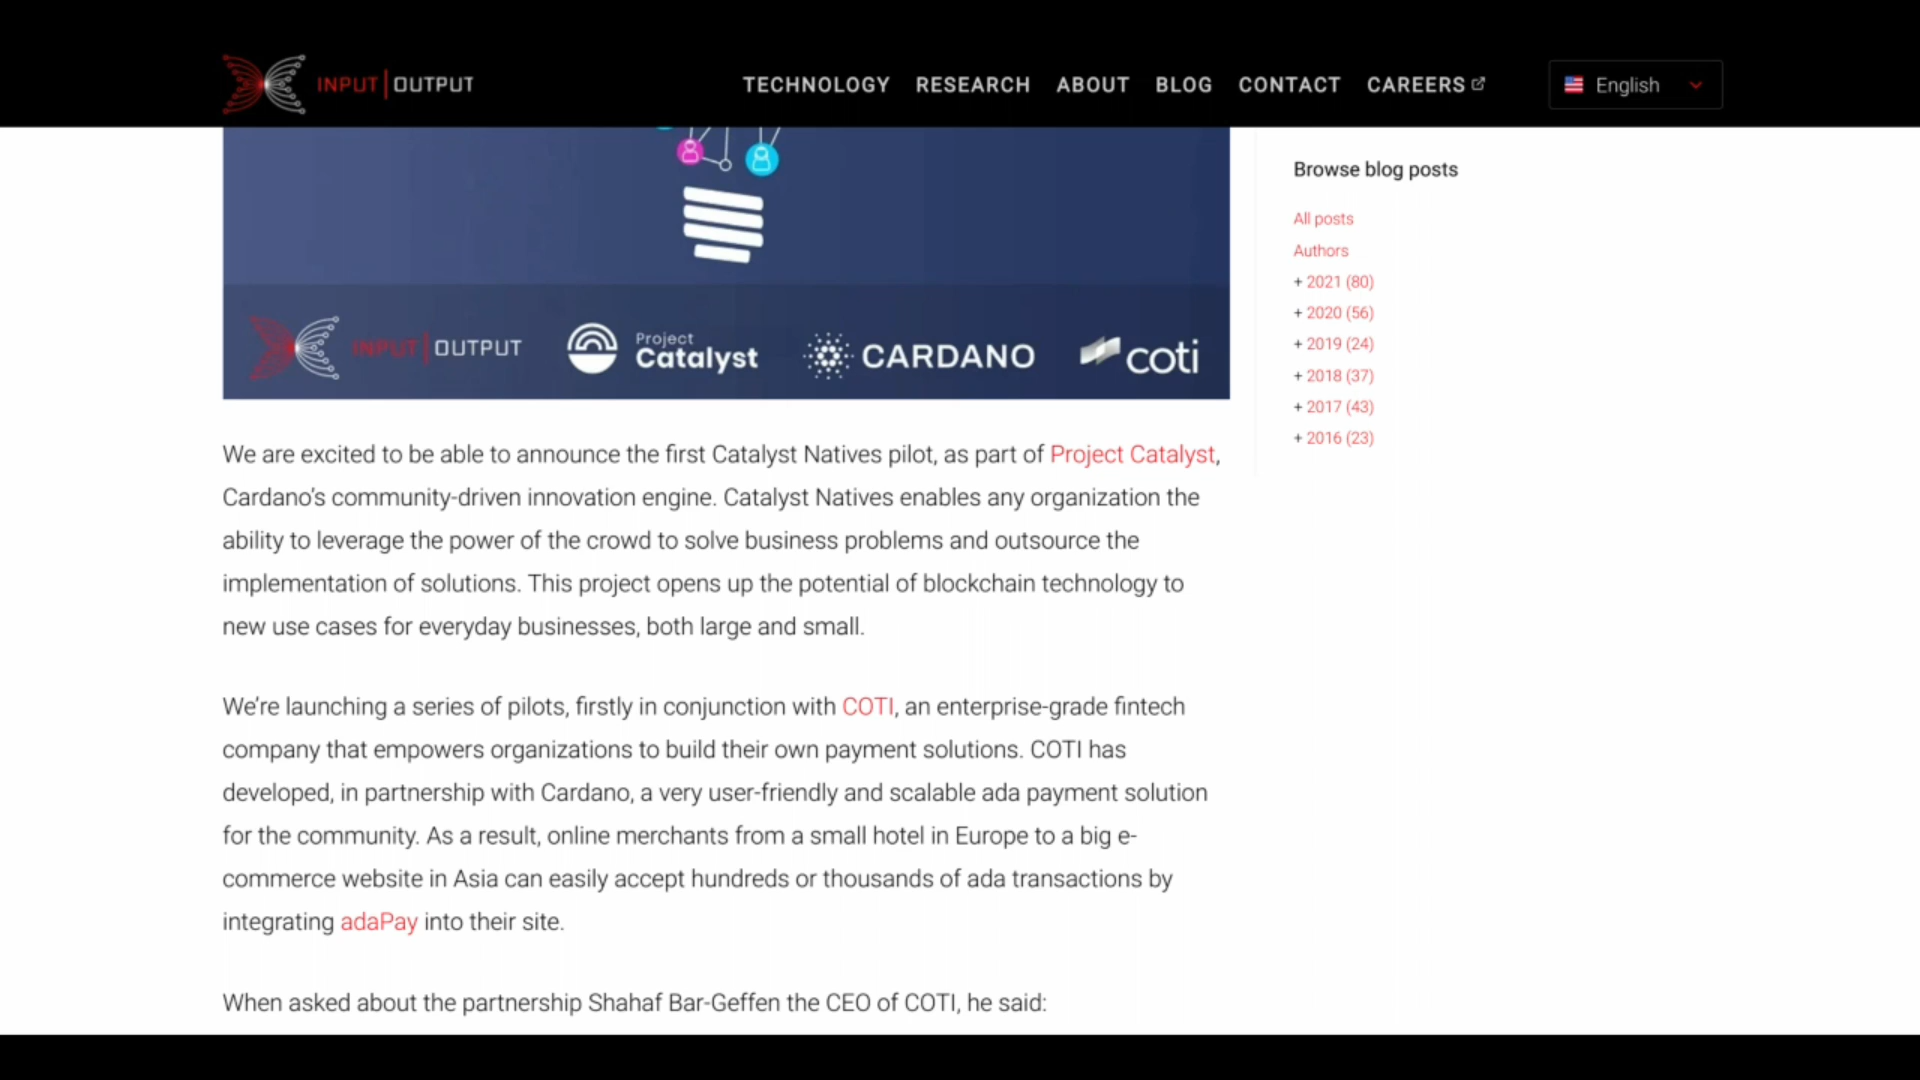 INPUT | OUTPUT
TECHNOLOGY RESEARCH ABOUT BLOG CONTACT CAREERS
English
INPUT | OUTPUT Project Catalyst CARDANO coti
We are excited to be able to announce the first Catalyst Natives pilot, as part of Project Catalyst,
Cardano’s community-driven innovation engine. Catalyst Natives enables any organization the
ability to leverage the power of the crowd to solve business problems and outsource the
implementation of solutions. This project opens up the potential of blockchain technology to
new use cases for everyday businesses, both large and small.
We’re launching a series of pilots, firstly in conjunction with COTI, an enterprise-grade fintech
company that empowers organizations to build their own payment solutions. COTI has
developed, in partnership with Cardano, a very user-friendly and scalable ada payment solution
for the community. As a result, online merchants from a small hotel in Europe to a big e-
commerce website in Asia can easily accept hundreds or thousands of ada transactions by
integrating adaPay into their site.
When asked about the partnership Shahaf Bar-Geffen the CEO of COTI, he said:
Browse blog posts
All posts
Authors
+ 2021 (80)
+ 2020 (56)
+ 2019 (24)
+ 2018 (37)
+ 2017 (43)
+ 2016 (23)